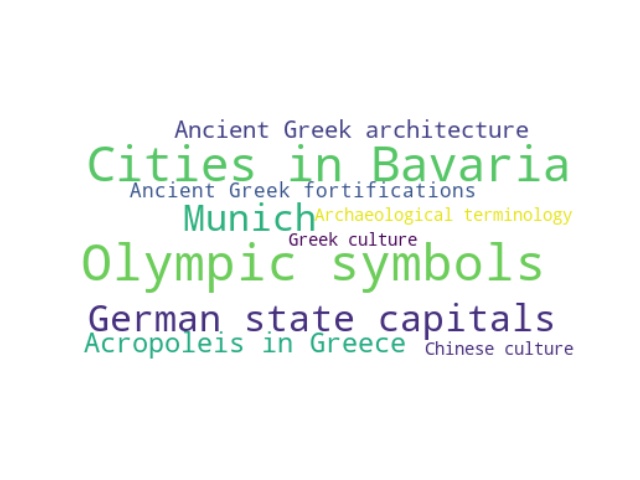 Ancient Greek architecture
Cities in Bavaria
Ancient Greek fortifications
Munich
Archaeological terminology
Greek culture
Olympic symbols
German state capitals
Acropoleis in Greece
Chinese culture